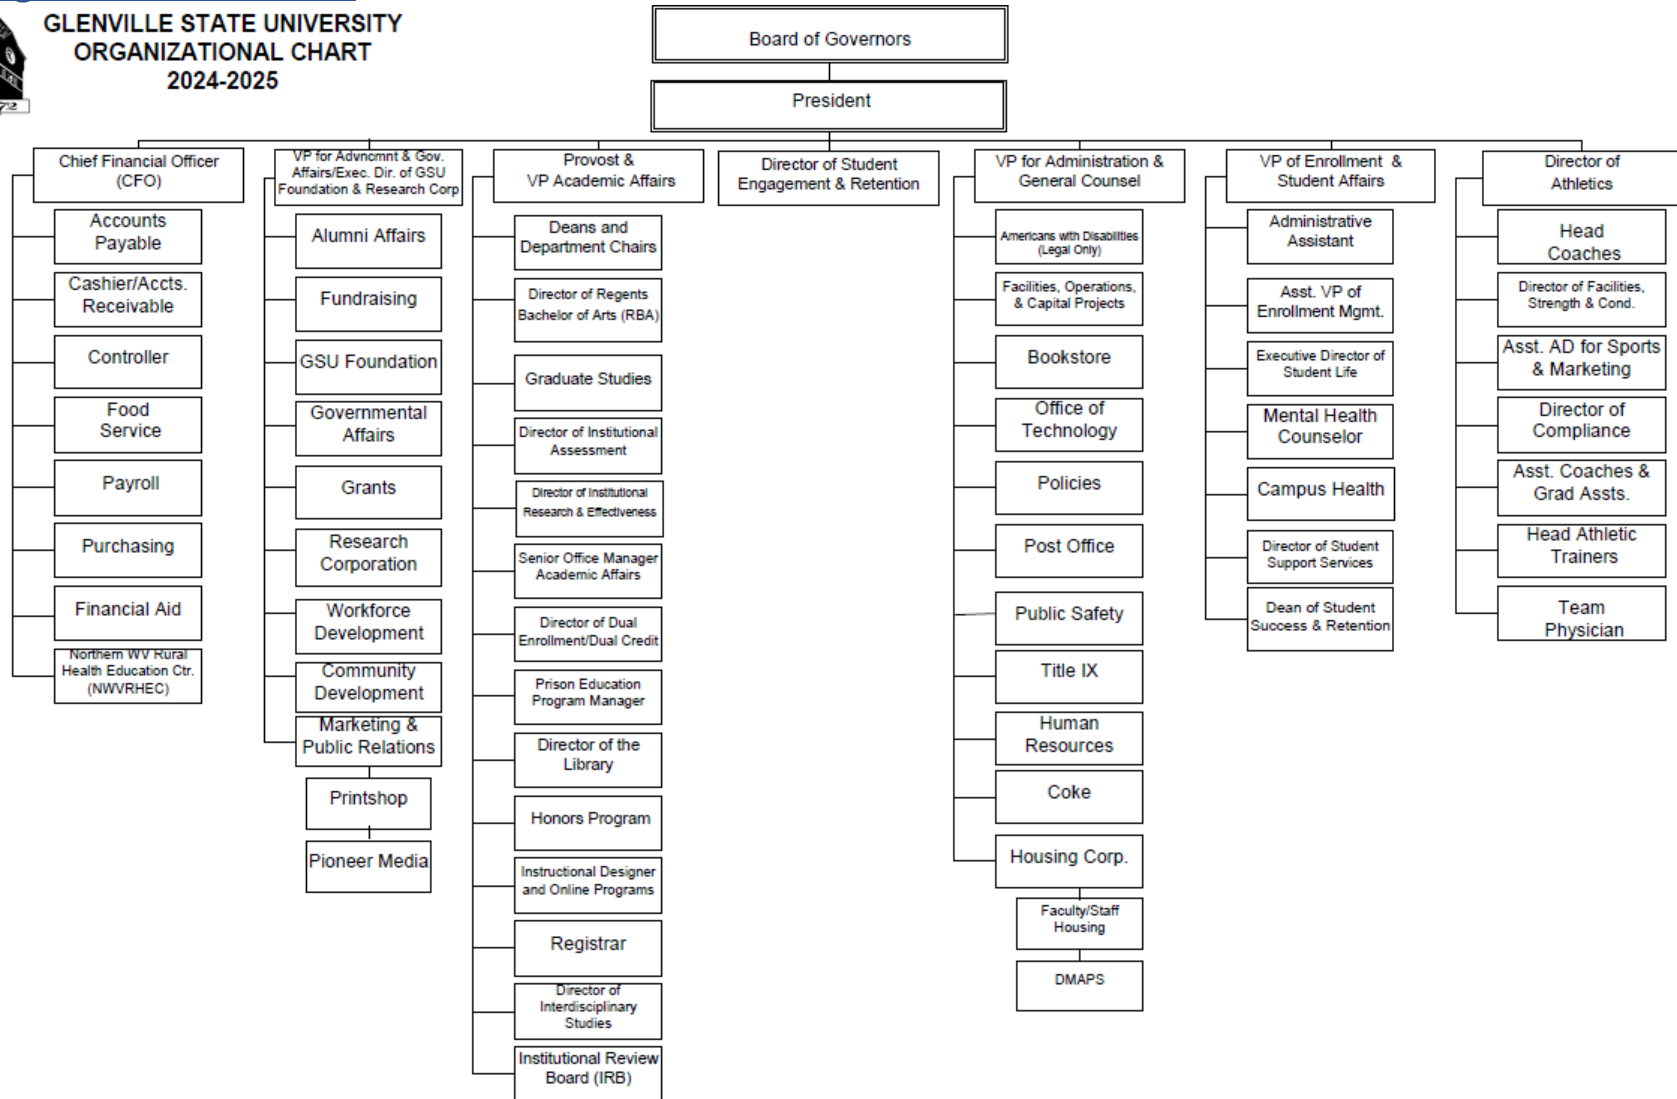 GLENVILLE STATE UNIVERSITY
ORGANIZATIONAL CHART
2024-2025
Board of Governors
President
Chief Financial Officer
(CFO)
Accounts
Payable
Cashier/Accts.
Receivable
Controller
Food
Service
Payroll
Purchasing
Financial Aid
Northern WV Rural
Health Education Ctr.
(NWVRHEC)
VP for Advncmnt & Gov.
Affairs/Exec. Dir. of GSU
Foundation & Research Corp
Alumni Affairs
Fundraising
GSU Foundation
Governmental
Affairs
Grants
Research
Corporation
Workforce
Development
Community
Development
Marketing &
Public Relations
Printshop
Pioneer Media
Provost &
VP Academic Affairs
Deans and
Department Chairs
Director of Regents
Bachelor of Arts (RBA)
Graduate Studies
Director of Institutional
Assessment
Director of Institutional
Research & Effectiveness
Senior Office Manager
Academic Affairs
Director of Dual
Enrollment/Dual Credit
Prison Education
Program Manager
Director of the
Library
Honors Program
Instructional Designer
and Online Programs
Registrar
Director of
Interdisciplinary
Studies
Institutional Review
Board (IRB)
Director of Student
Engagement & Retention
VP for Administration &
General Counsel
Americans with Disabilities
(Legal Only)
Facilities, Operations,
& Capital Projects
Bookstore
Office of
Technology
Policies
Post Office
Public Safety
Title IX
Human
Resources
Coke
Housing Corp.
Faculty/Staff
Housing
DMAPS
VP of Enrollment &
Student Affairs
Administrative
Assistant
Asst. VP of
Enrollment Mgmt.
Executive Director of
Student Life
Mental Health
Counselor
Campus Health
Director of Student
Support Services
Dean of Student
Success & Retention
Director of
Athletics
Head
Coaches
Director of Facilities,
Strength & Cond.
Asst. AD for Sports
& Marketing
Director of
Compliance
Asst. Coaches &
Grad Assts.
Head Athletic
Trainers
Team
Physician